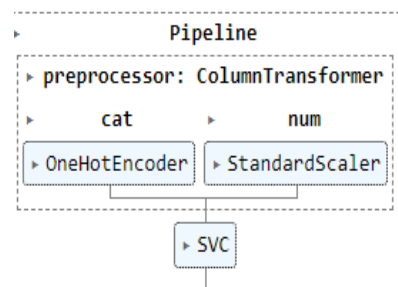 Pipeline
preprocessor: ColumnTransformer
cat num
OneHotEncoder StandardScaler
SVC